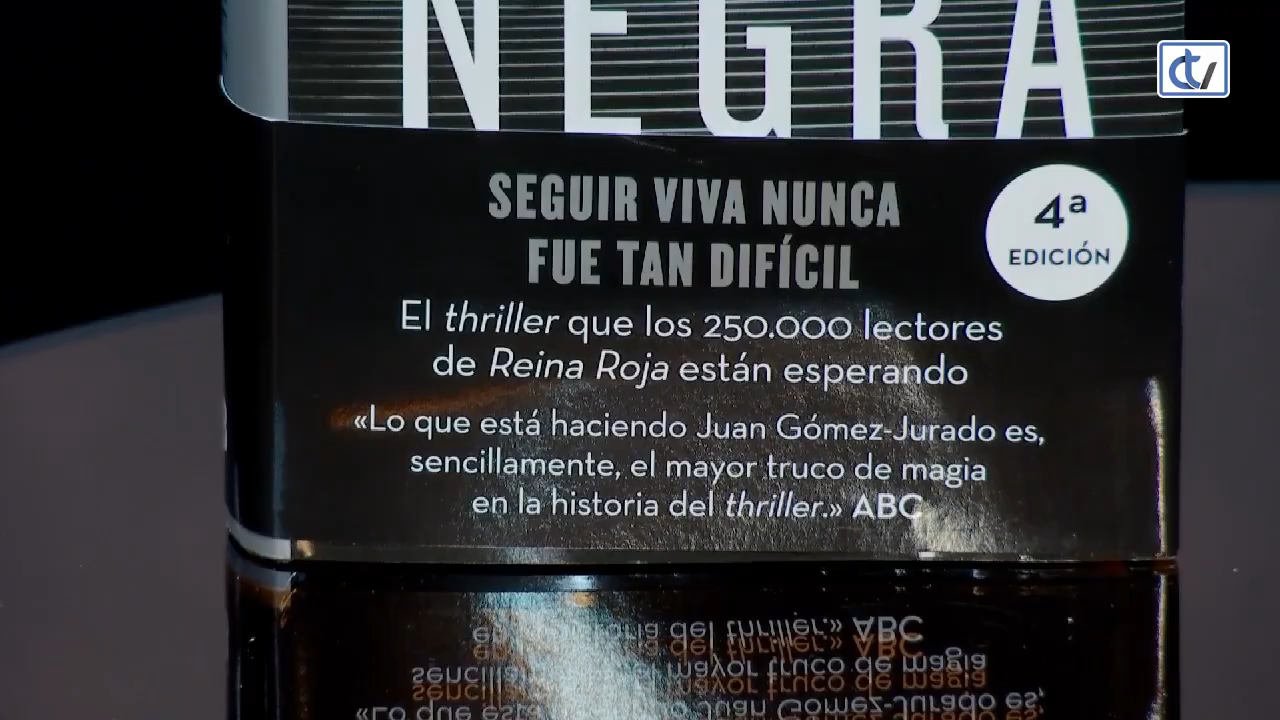 NEGRA
ctv
SEGUIR VIVA NUNCA
FUE TAN DIFÍCIL
4ª
EDICIÓN
El thriller que los 250.000 lectores
de Reina Roja están esperando
«Lo que está haciendo Juan Gómez-Jurado es,
sencillamente, el mayor truco de magia
en la historia del thriller.» ABC